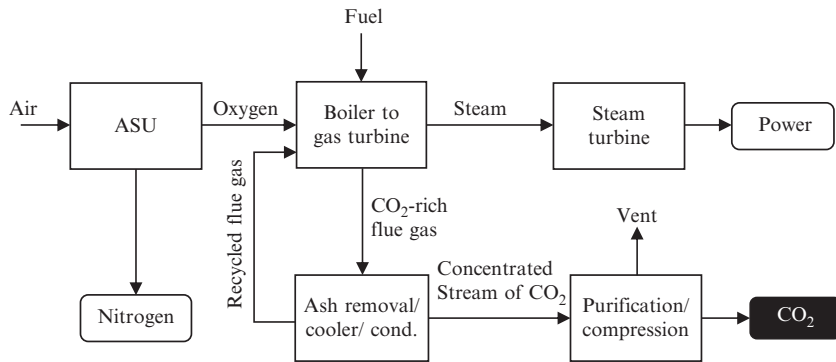 Fuel
Air
ASU
Oxygen
Boiler to
gas turbine
Steam
Steam
turbine
Power
Recycled flue gas
CO₂-rich
flue gas
Vent
Nitrogen
Ash removal/
cooler/ cond.
Concentrated
Stream of CO₂
Purification/
compression
CO₂